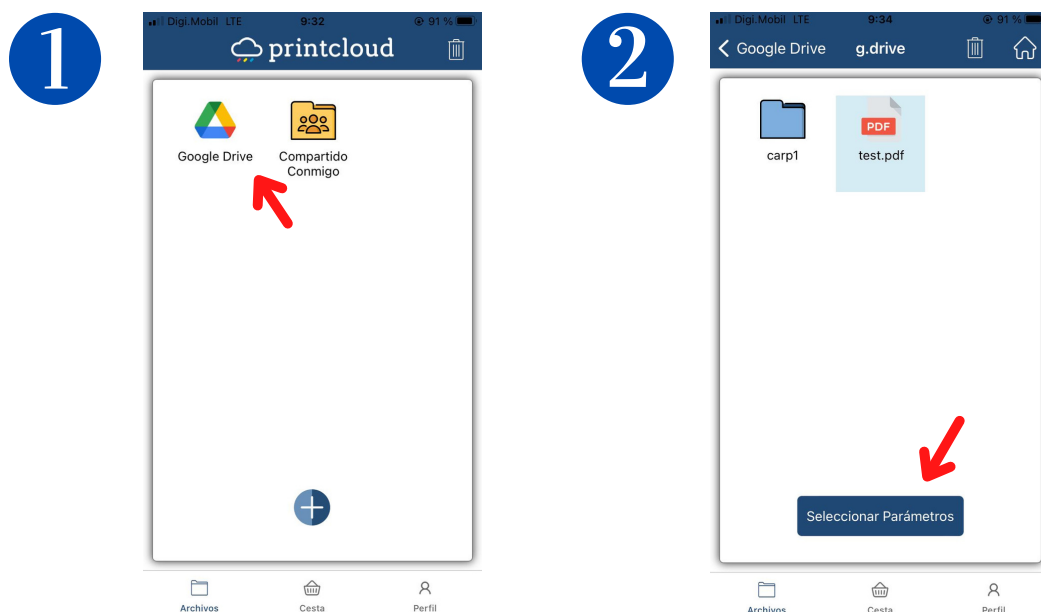 1
Digi.Mobil LTE 9:32 91 %
printcloud
Google Drive
Compartido
Conmigo
Archivos Cesta Perfil
2
Digi.Mobil LTE 9:34 91 %
Google Drive g.drive
carp1
PDF
test.pdf
Seleccionar Parámetros
Archivos Cesta Perfil